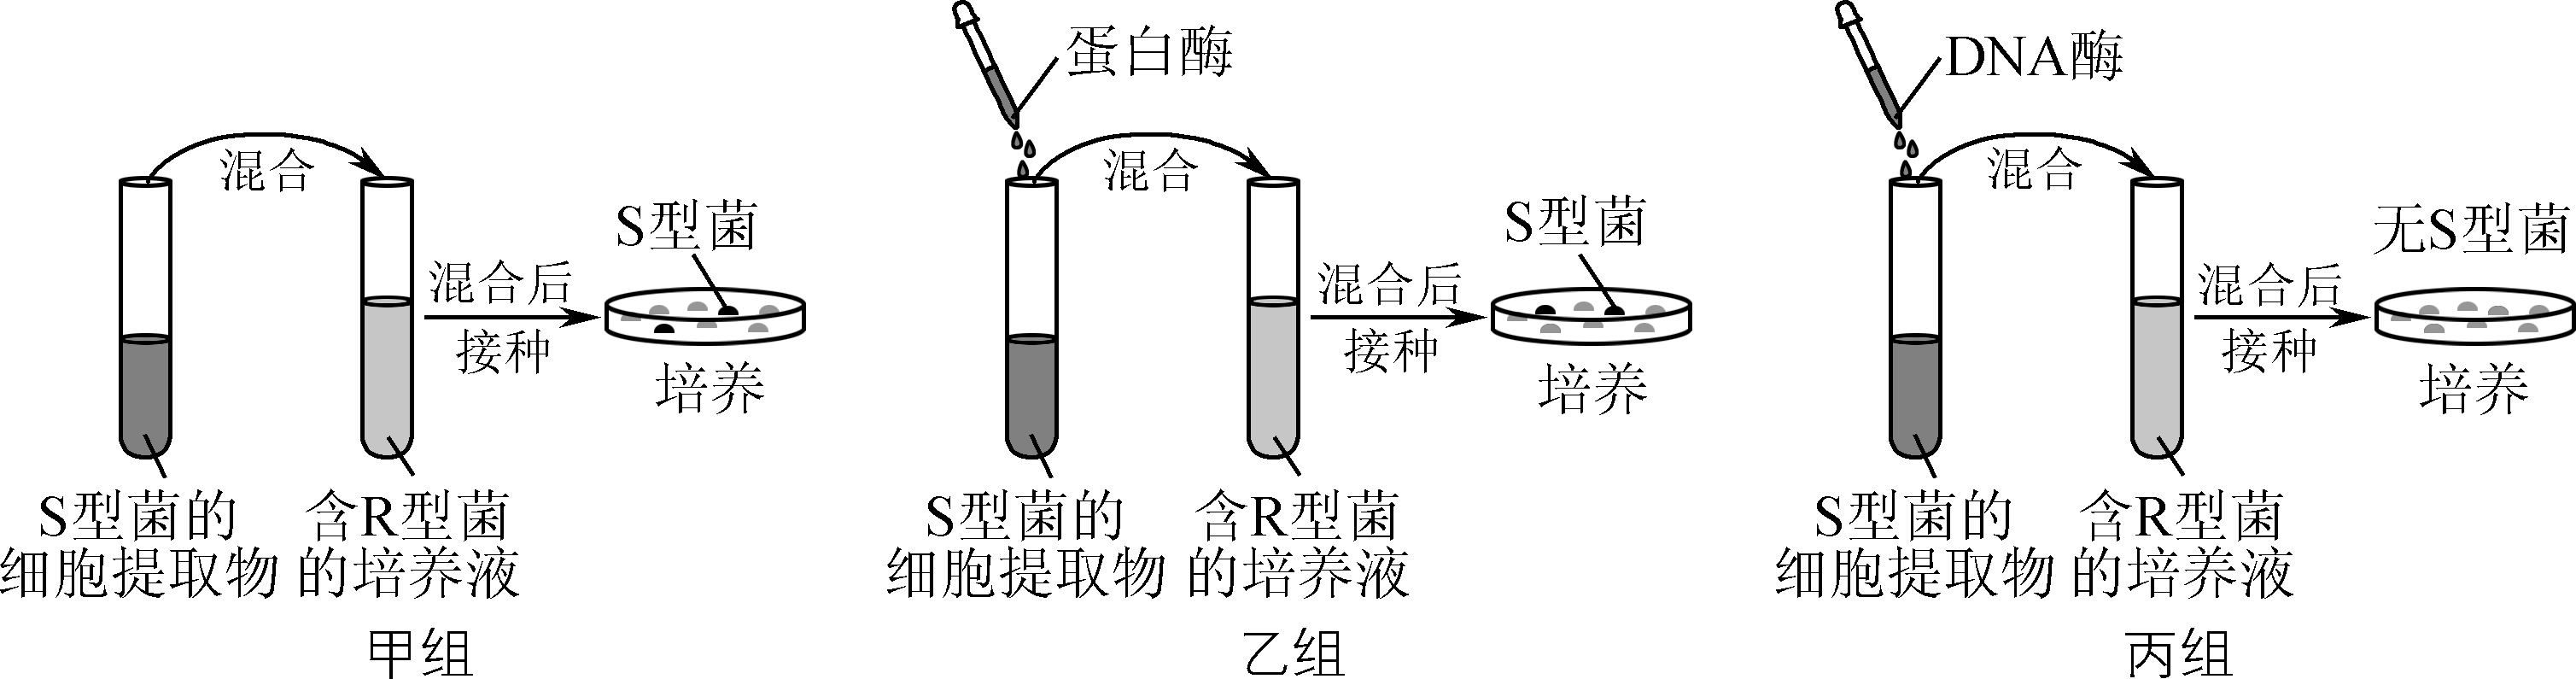 混合
S型菌
混合后
接种
培养
S型菌的
细胞提取物
含R型菌
的培养液
甲组
蛋白酶
混合
S型菌
混合后
接种
培养
S型菌的
细胞提取物
含R型菌
的培养液
乙组
DNA酶
混合
无S型菌
混合后
接种
培养
S型菌的
细胞提取物
含R型菌
的培养液
丙组